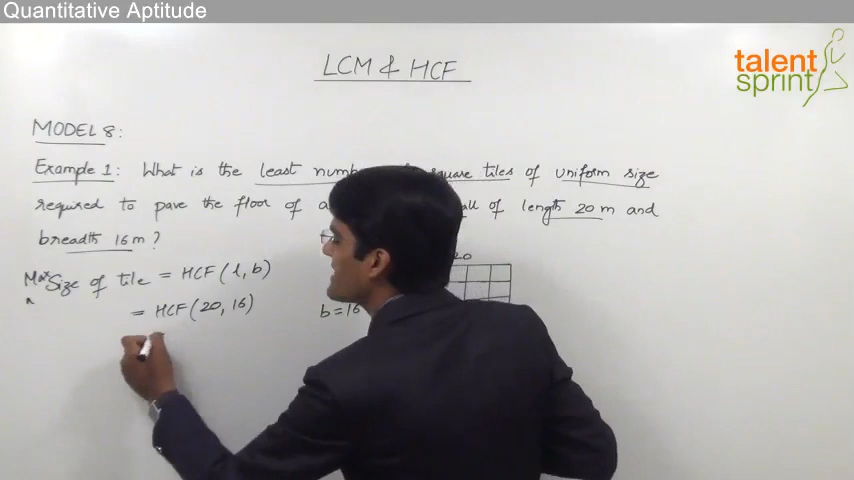 Quantitative Aptitude
LCM & HCF
talent
sprint
MODEL 8:
Example 1: What is the least square tiles of uniform size
required to pave the floor of a of length 20 m and
breadth 16 m ?
20
Max Size of tile = HCF (l, b)
= HCF (20, 16)
b = 16